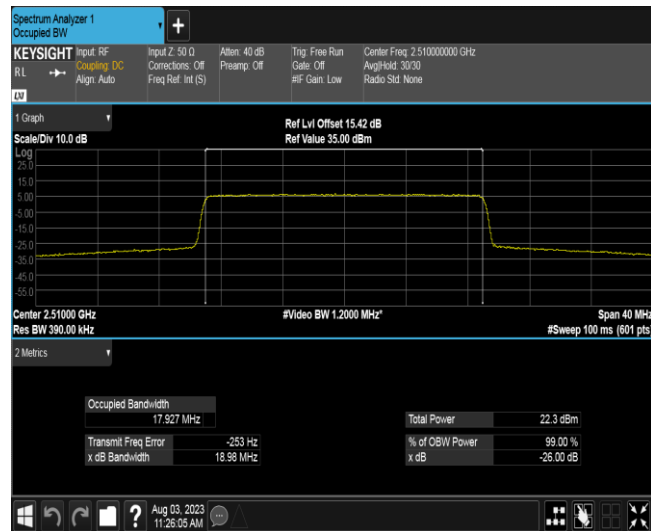 Spectrum Analyzer 1
Occupied BW
KEYSIGHT
RL
LXI
Input: RF
Coupling: DC
Align: Auto
Input Z: 50 Ω
Corrections: Off
Freq Ref: Int (S)
Atten: 40 dB
Preamp: Off
Trig: Free Run
Gate: Off
#IF Gain: Low
Center Freq: 2.510000000 GHz
Avg|Hold: 30/30
Radio Std: None
1 Graph
Scale/Div 10.0 dB
Ref Lvl Offset 15.42 dB
Ref Value 35.00 dBm
Log
25.0
15.0
5.00
-5.00
-15.0
-25.0
-35.0
-45.0
-55.0
Center 2.51000 GHz
Res BW 390.00 kHz
#Video BW 1.2000 MHz*
Span 40 MHz
#Sweep 100 ms (601 pts)
2 Metrics
Occupied Bandwidth
17.927 MHz
Transmit Freq Error -253 Hz
x dB Bandwidth 18.98 MHz
Total Power 22.3 dBm
% of OBW Power 99.00 %
x dB -26.00 dB
?
Aug 03, 2023
11:26:05 AM